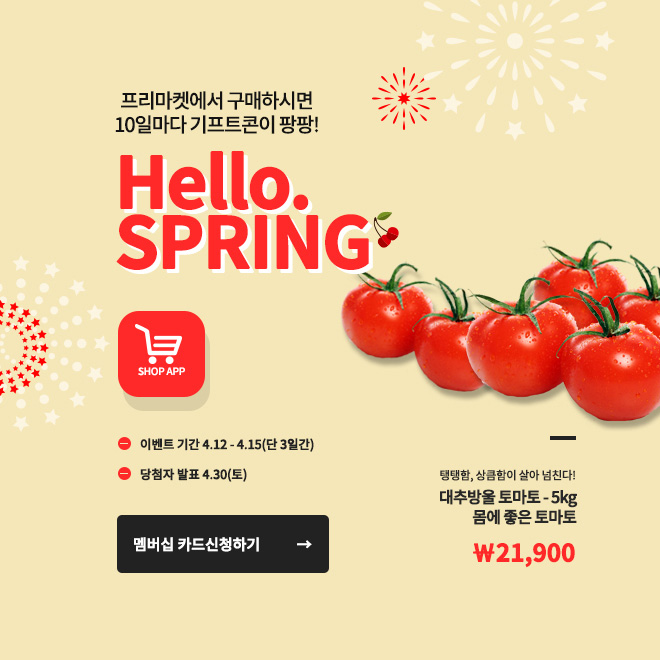 프리마켓에서 구매하시면
10일마다 기프트콘이 팡팡!
Hello.
SPRING
SHOP APP
이벤트 기간 4.12 - 4.15(단 3일간)
당첨자 발표 4.30(토)
멤버십 카드신청하기 →
탱탱함, 상큼함이 살아 넘친다!
대추방울 토마토 - 5kg
몸에 좋은 토마토
₩21,900